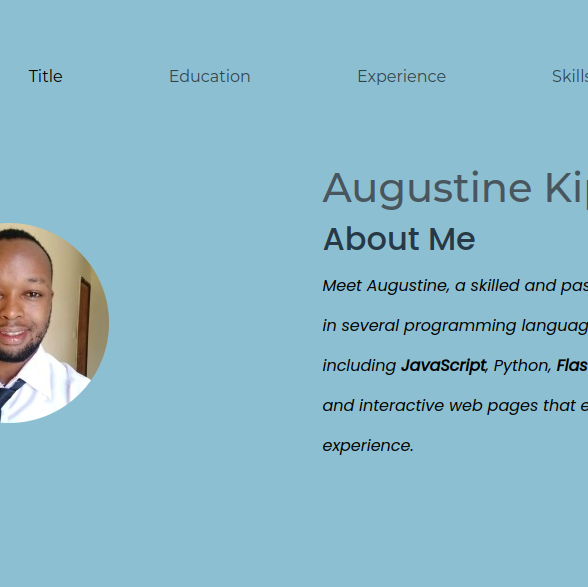 Title Education Experience Skills
Augustine Kip
About Me
Meet Augustine, a skilled and pas
in several programming languag
including JavaScript, Python, Flas
and interactive web pages that e
experience.